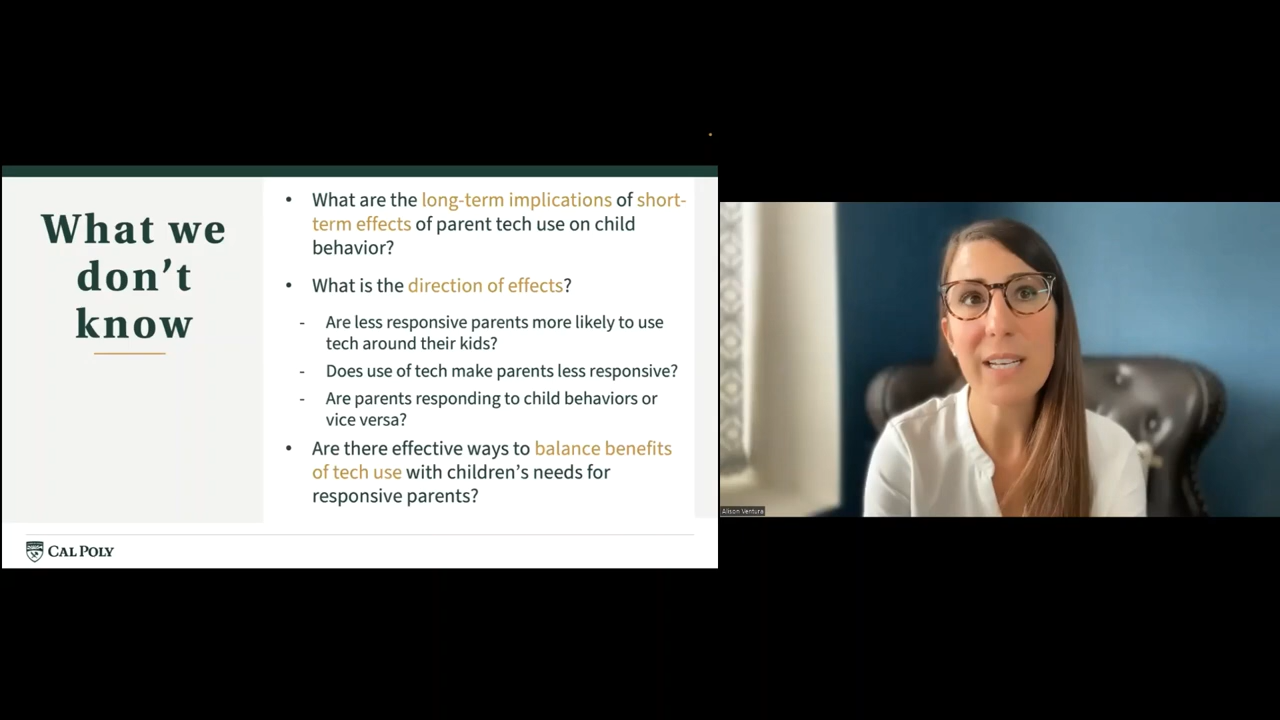 What we
don't
know
• What are the long-term implications of short-
term effects of parent tech use on child
behavior?
• What is the direction of effects?
- Are less responsive parents more likely to use
tech around their kids?
- Does use of tech make parents less responsive?
- Are parents responding to child behaviors or
vice versa?
• Are there effective ways to balance benefits
of tech use with children's needs for
responsive parents?
CAL POLY
Alison Ventura